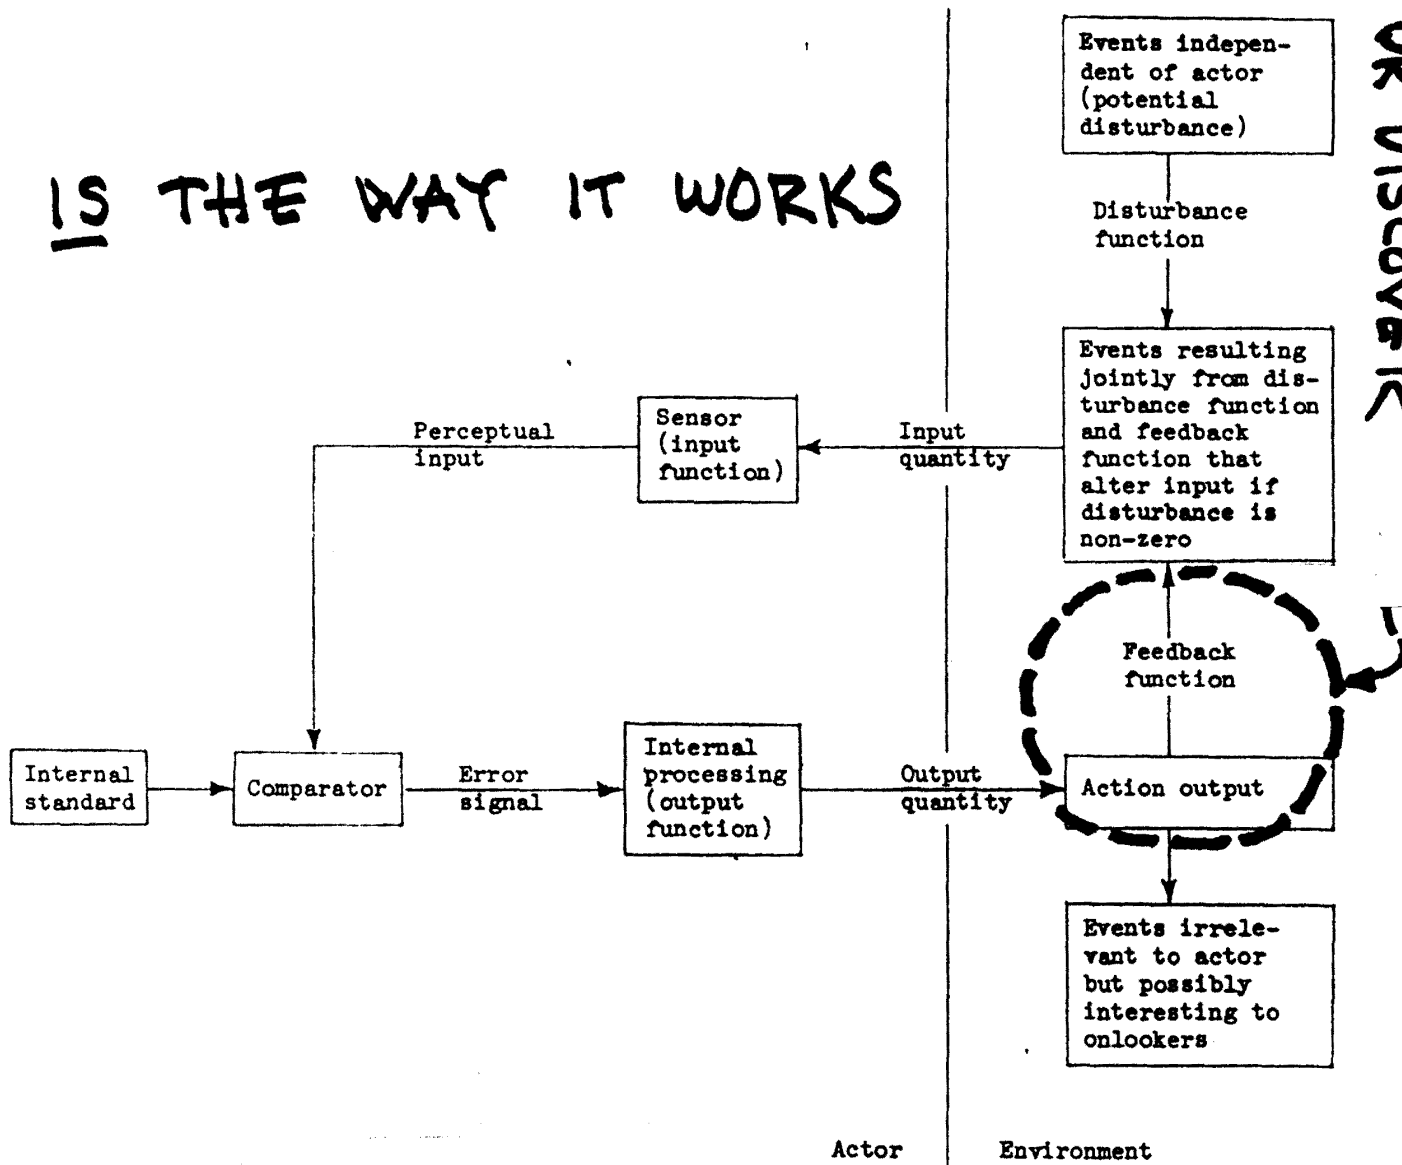 Events indepen-
dent of actor
(potential
disturbance)
OR DISCOVER
IS THE WAY IT WORKS
Disturbance
function
Events resulting
jointly from dis-
turbance function
and feedback
function that
alter input if
disturbance is
non-zero
Sensor
(input
function)
Perceptual
input
Input
quantity
Feedback
function
Internal
standard
Comparator
Error
signal
Internal
processing
(output
function)
Output
quantity
Action output
Events irrele-
vant to actor
but possibly
interesting to
onlookers
Actor
Environment